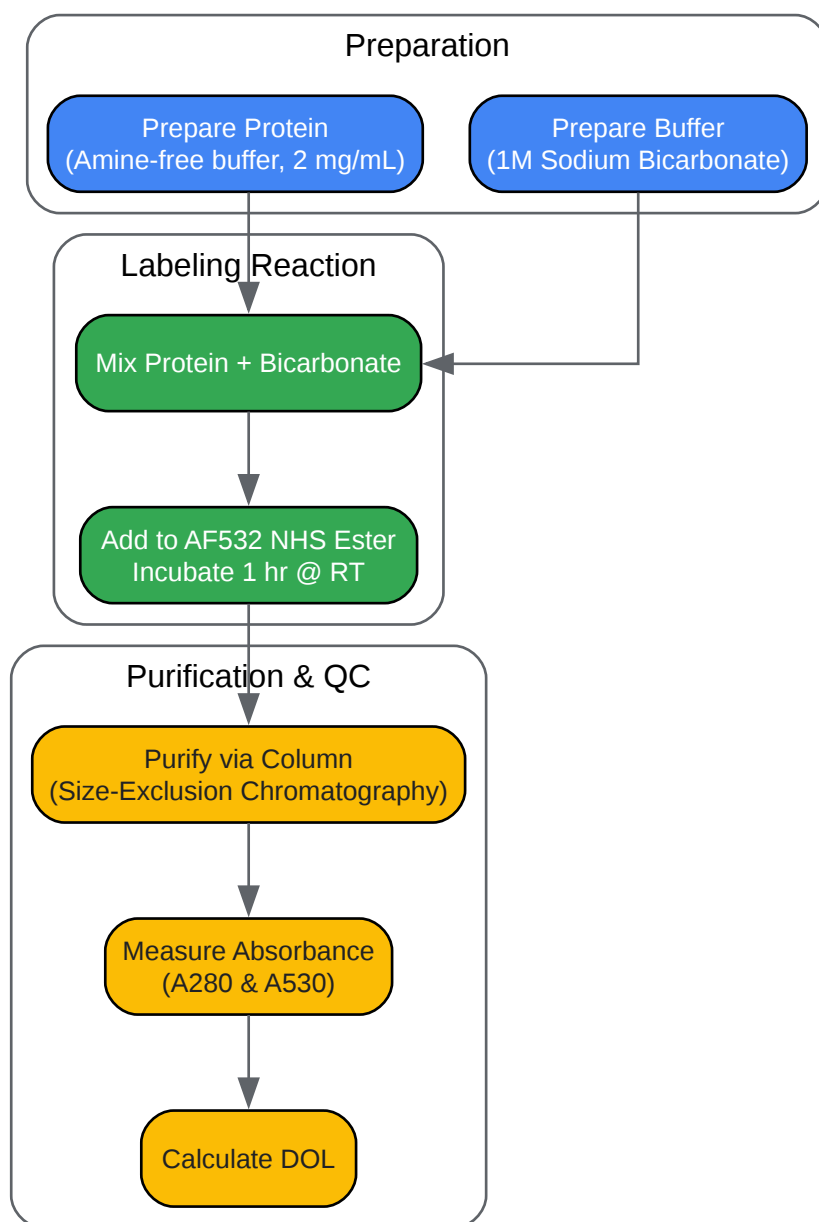 Preparation
Prepare Protein
(Amine-free buffer, 2 mg/mL)
Prepare Buffer
(1M Sodium Bicarbonate)
Labeling Reaction
Mix Protein + Bicarbonate
Add to AF532 NHS Ester
Incubate 1 hr @ RT
Purification & QC
Purify via Column
(Size-Exclusion Chromatography)
Measure Absorbance
(A280 & A530)
Calculate DOL